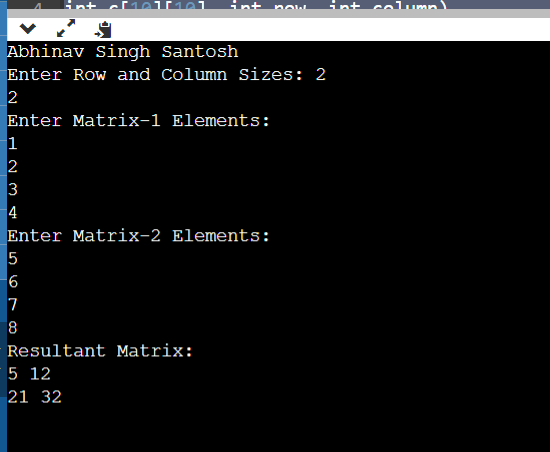 4 int c[10][10], int row, int column)
Abhinav Singh Santosh
Enter Row and Column Sizes: 2
2
Enter Matrix-1 Elements:
1
2
3
4
Enter Matrix-2 Elements:
5
6
7
8
Resultant Matrix:
5 12
21 32